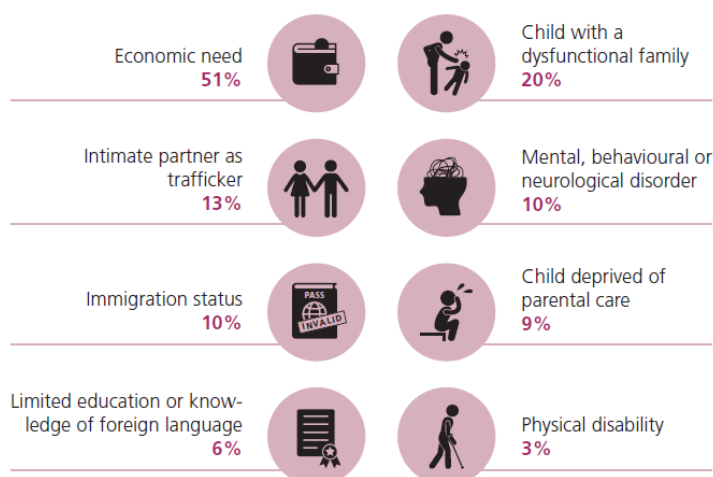 Economic need
51%
Child with a
dysfunctional family
20%
Intimate partner as
trafficker
13%
Mental, behavioural or
neurological disorder
10%
Immigration status
10%
PASS
INVALID
Child deprived of
parental care
9%
Limited education or know-
ledge of foreign language
6%
Physical disability
3%